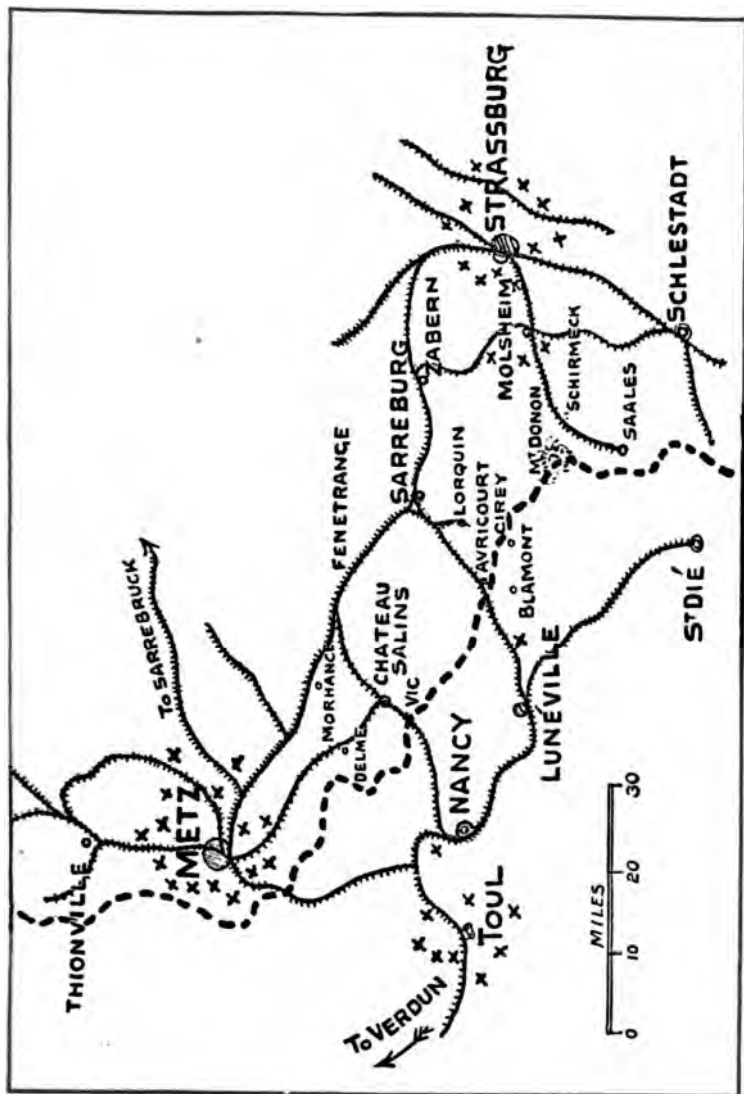 THIONVILLE
TO SARREBRUCK
METZ
MORHANCE
FENETRANGE
DELME
CHATEAU
SALINS
TO VERDUN
VIC
SARREBURG
ZABERN
NANCY
LORQUIN
TOUL
AVRICOURT
CIREY
STRASSBURG
MOLSHEIM
BLAMONT
MT DONON
LUNÉVILLE
SCHIRMECK
MILES
0 10 20 30
SAALES
SCHLESTADT
ST DIÉ